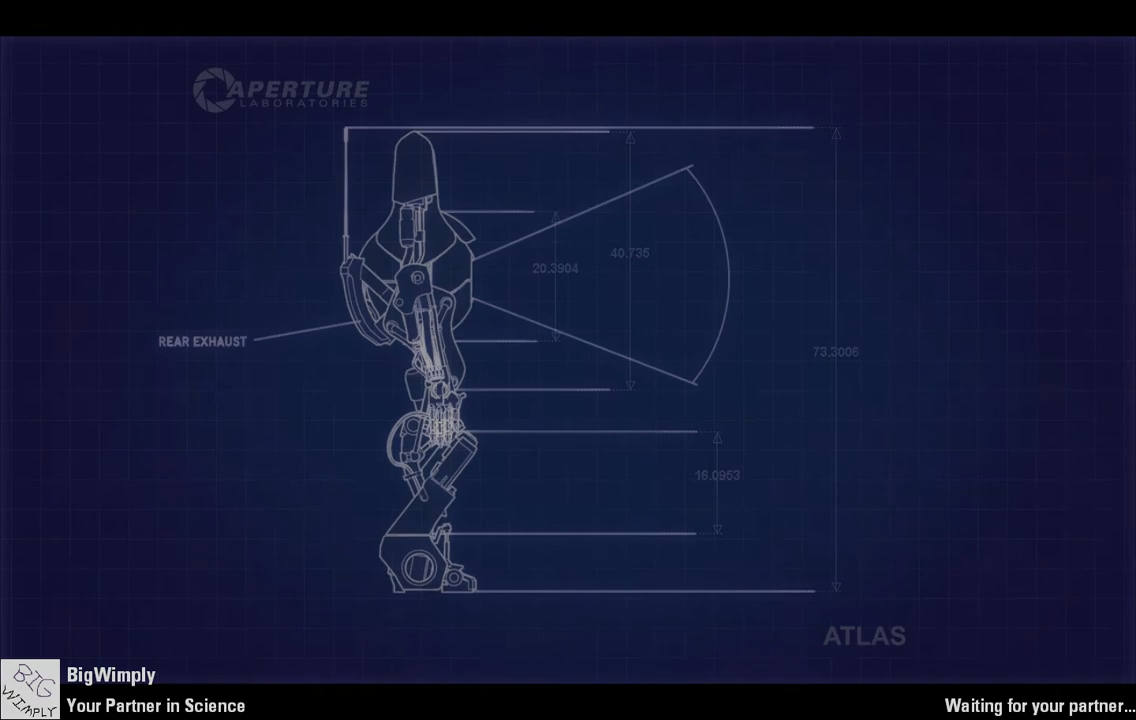 APERTURE
LABORATORIES
40.735
20.3904
REAR EXHAUST
73.3006
16.0953
ATLAS
BIG
WIMPLY
BigWimply
Your Partner in Science
Waiting for your partner...